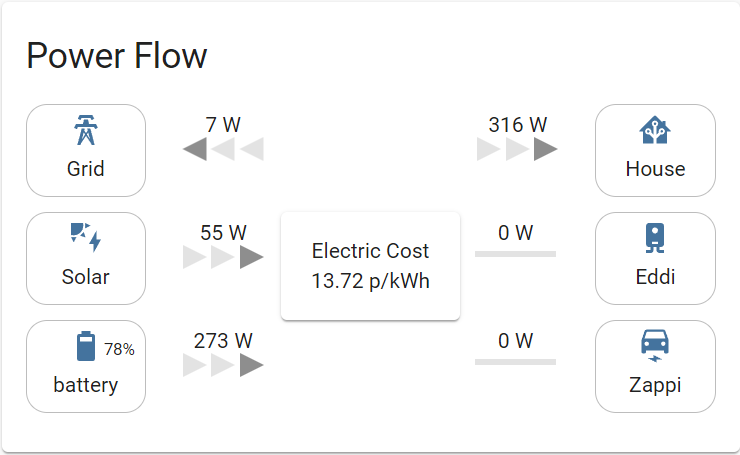 Power Flow
7 W
316 W
Grid
House
55 W
0 W
Solar
Electric Cost
13.72 p/kWh
Eddi
273 W
0 W
78%
battery
Zappi